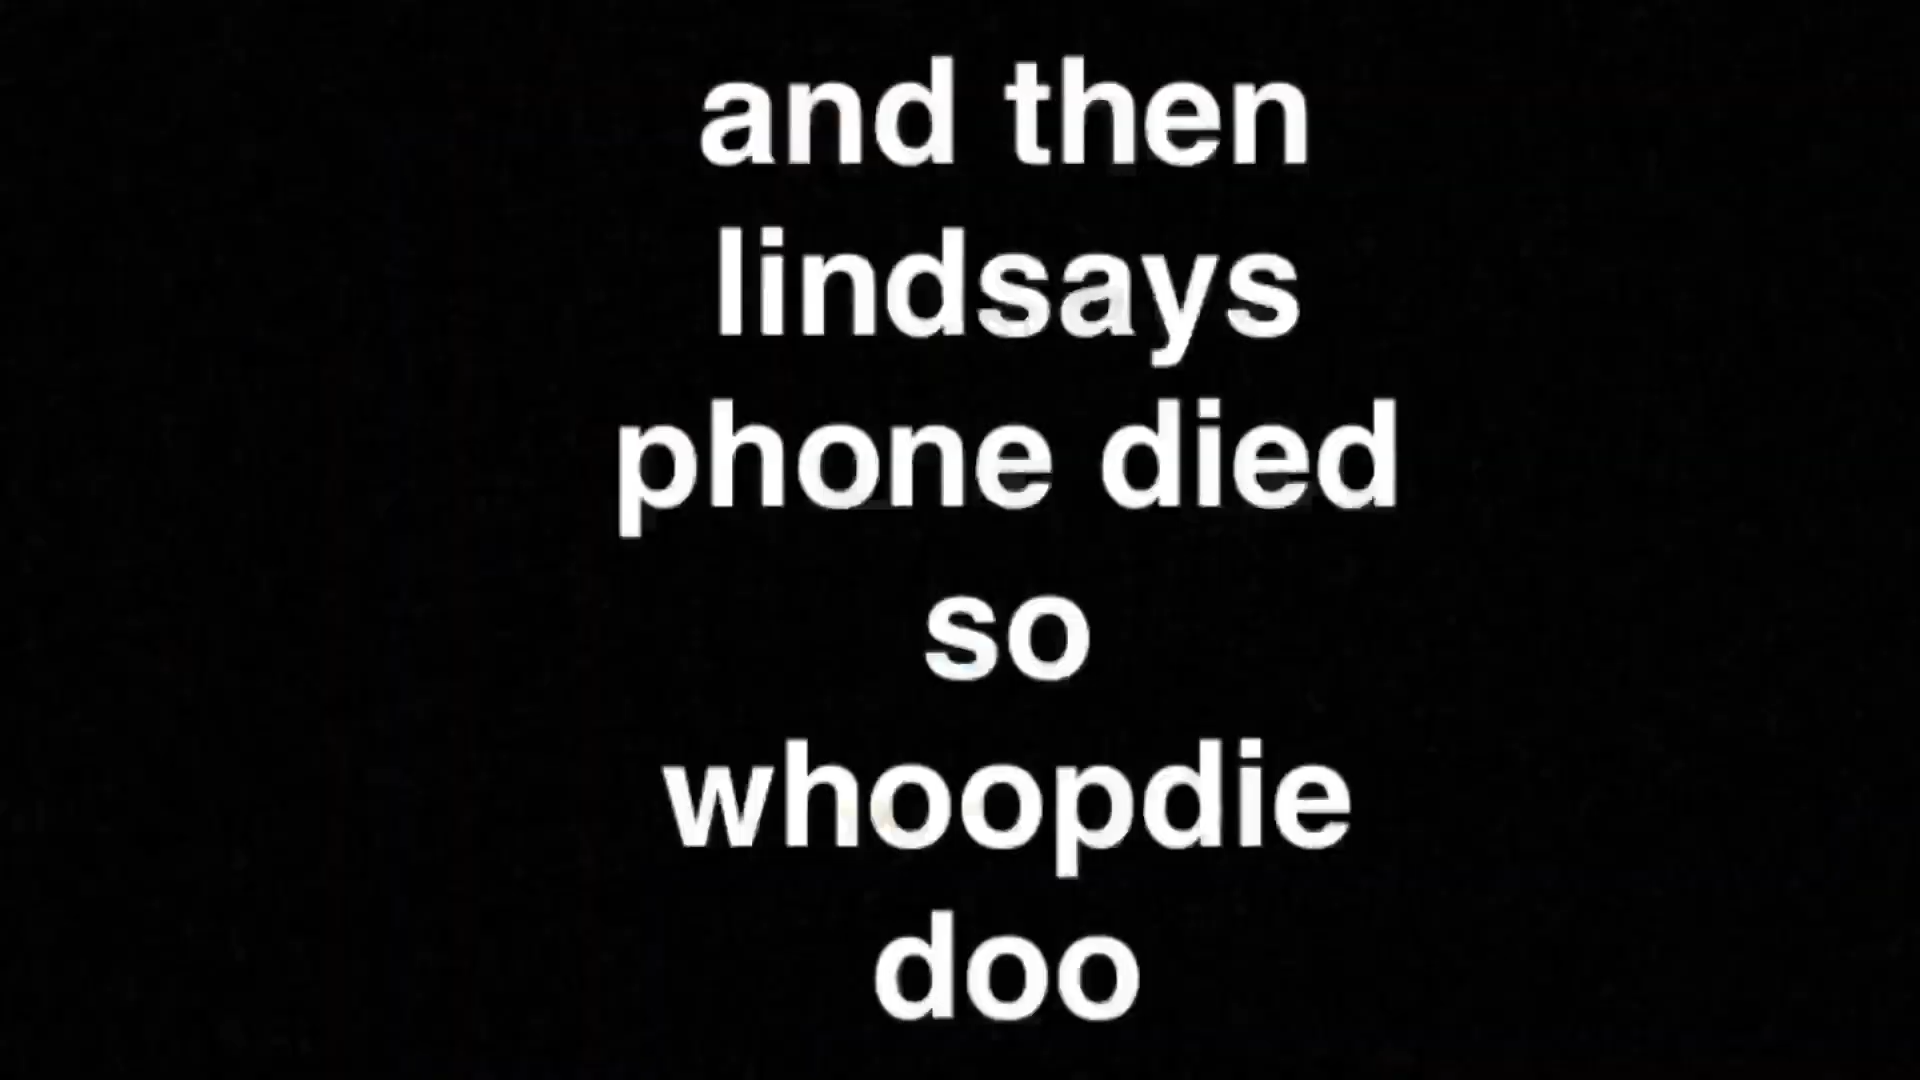 and then
lindsays
phone died
so
whoopdie
doo